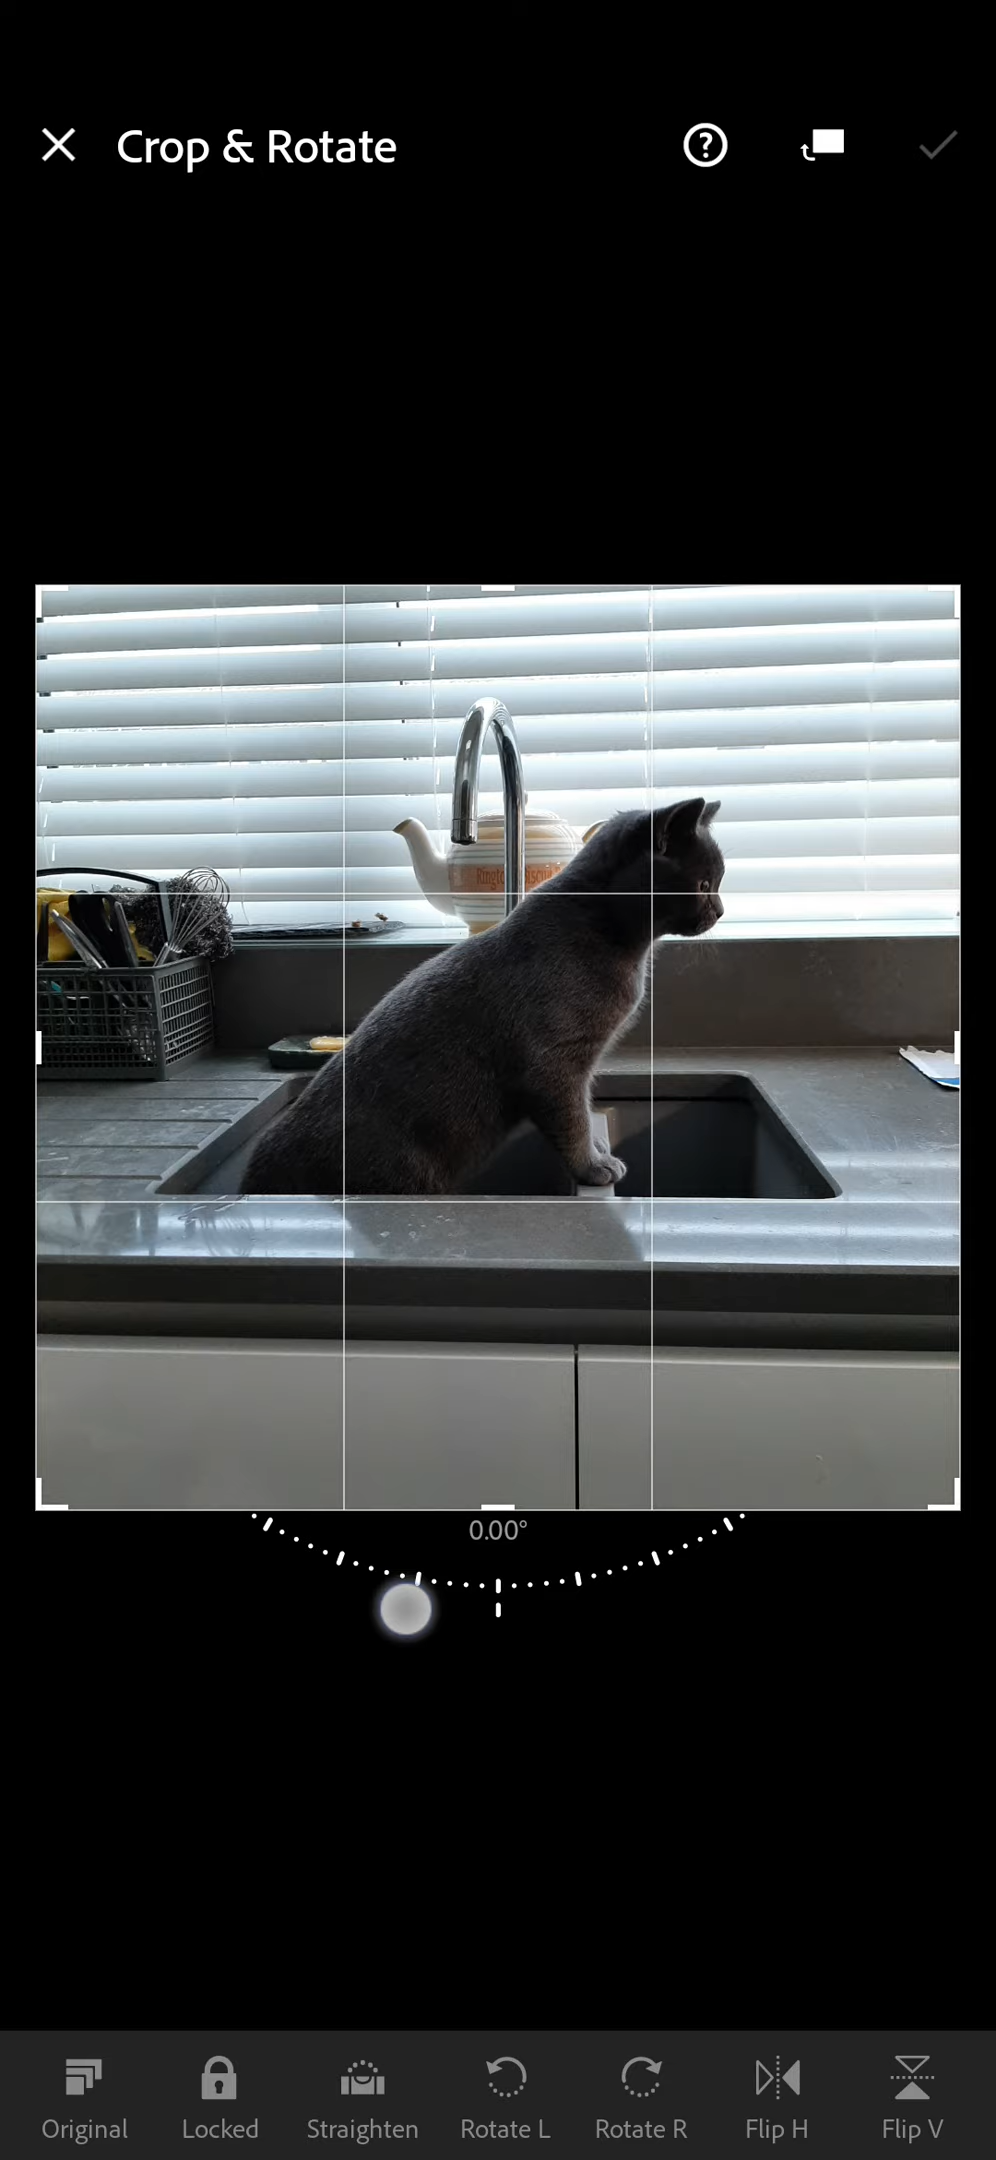 Crop & Rotate
0.00°
Original
Locked
Straighten
Rotate L
Rotate R
Flip H
Flip V